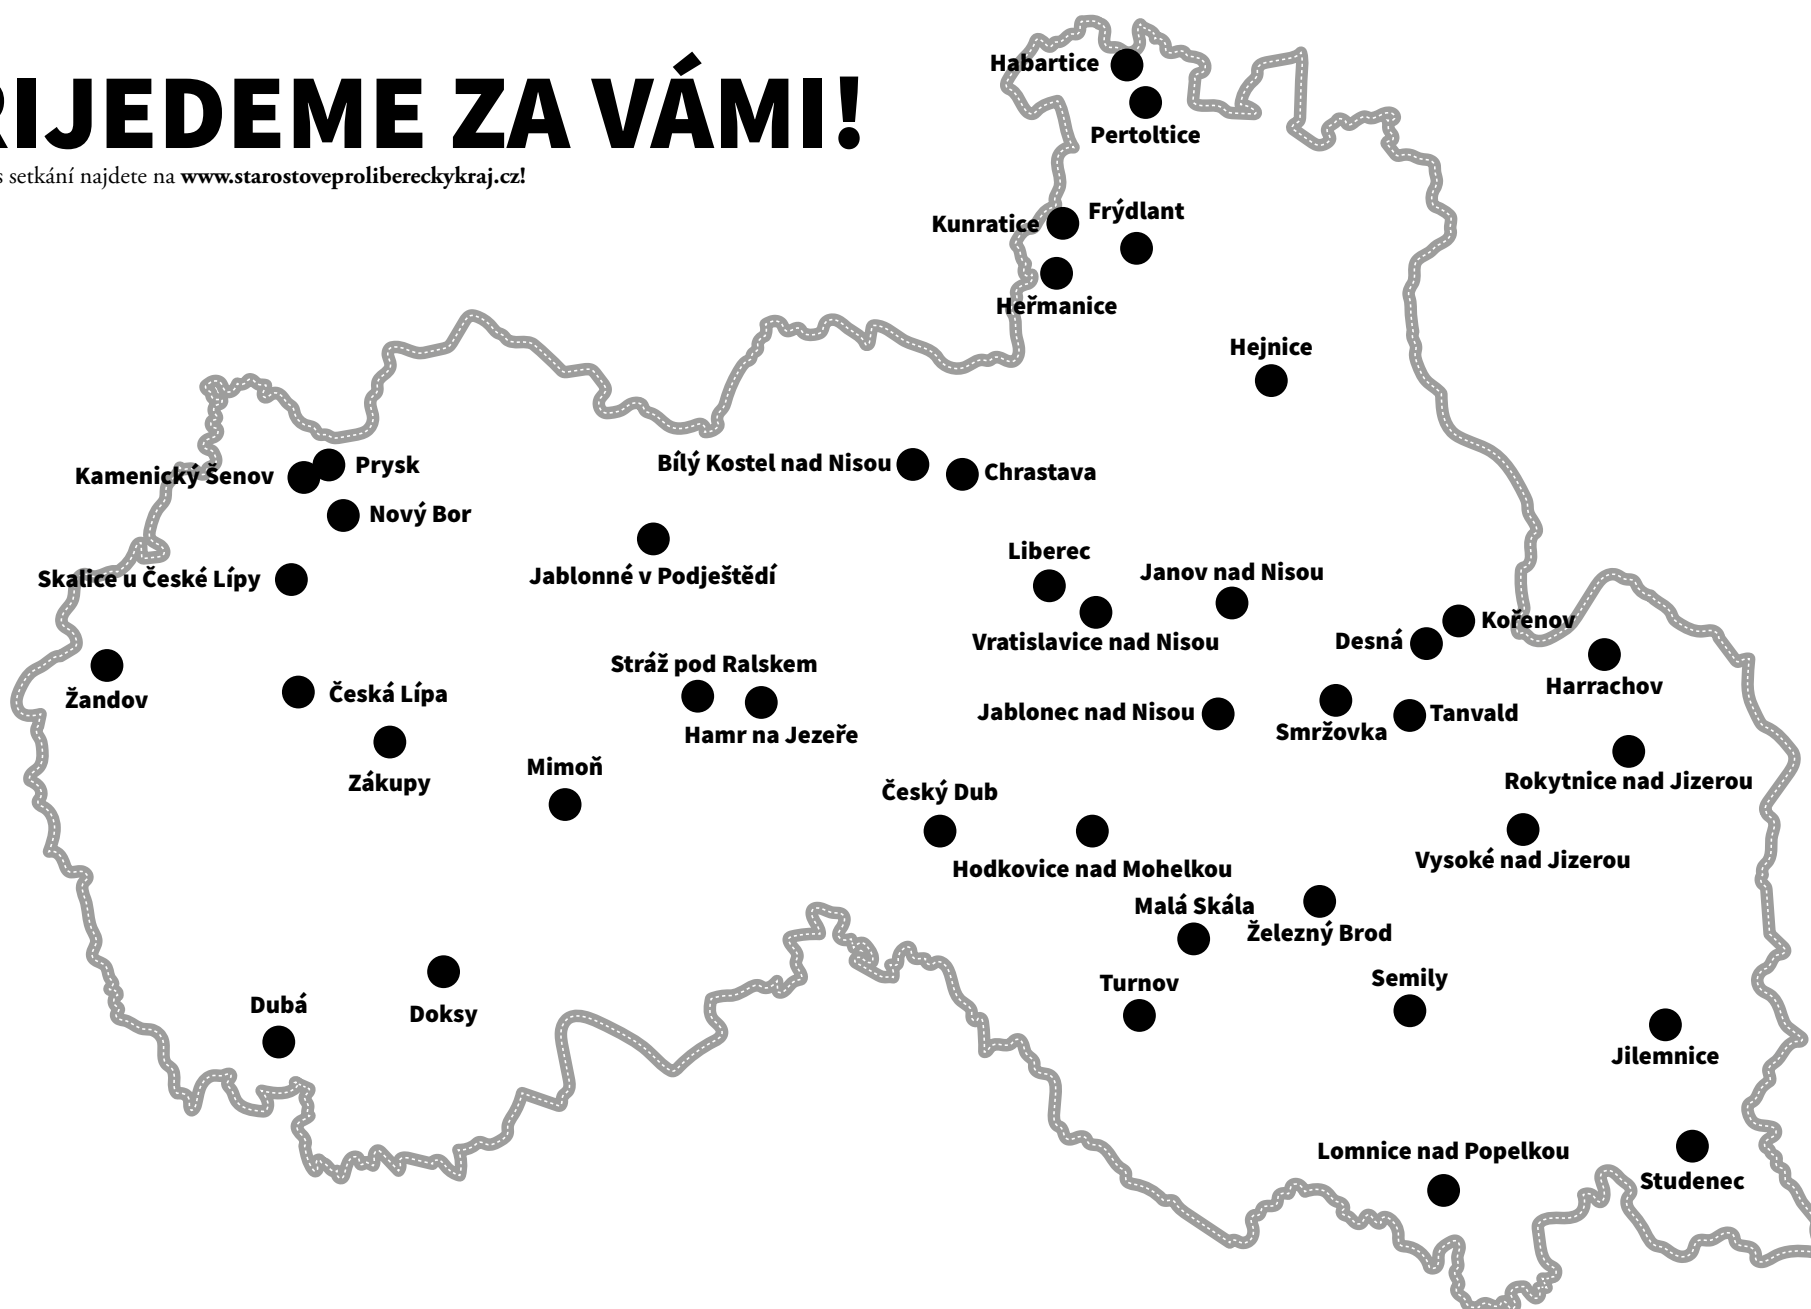 RIJEDEME ZA VÁMI!
s setkání najdete na www.starostoveprolibereckykraj.cz!
Habartice
Pertoltice
Kunratice
Frýdlant
Heřmanice
Hejnice
Kamenický Šenov
Prysk
Bílý Kostel nad Nisou
Chrastava
Nový Bor
Liberec
Jablonné v Podještědí
Janov nad Nisou
Skalice u České Lípy
Kořenov
Vratislavice nad Nisou
Desná
Stráž pod Ralskem
Harrachov
Žandov
Česká Lípa
Jablonec nad Nisou
Tanvald
Smržovka
Hamr na Jezeře
Mimoň
Zákupy
Rokytnice nad Jizerou
Český Dub
Vysoké nad Jizerou
Hodkovice nad Mohelkou
Malá Skála
Železný Brod
Semily
Turnov
Dubá
Doksy
Jilemnice
Lomnice nad Popelkou
Studenec